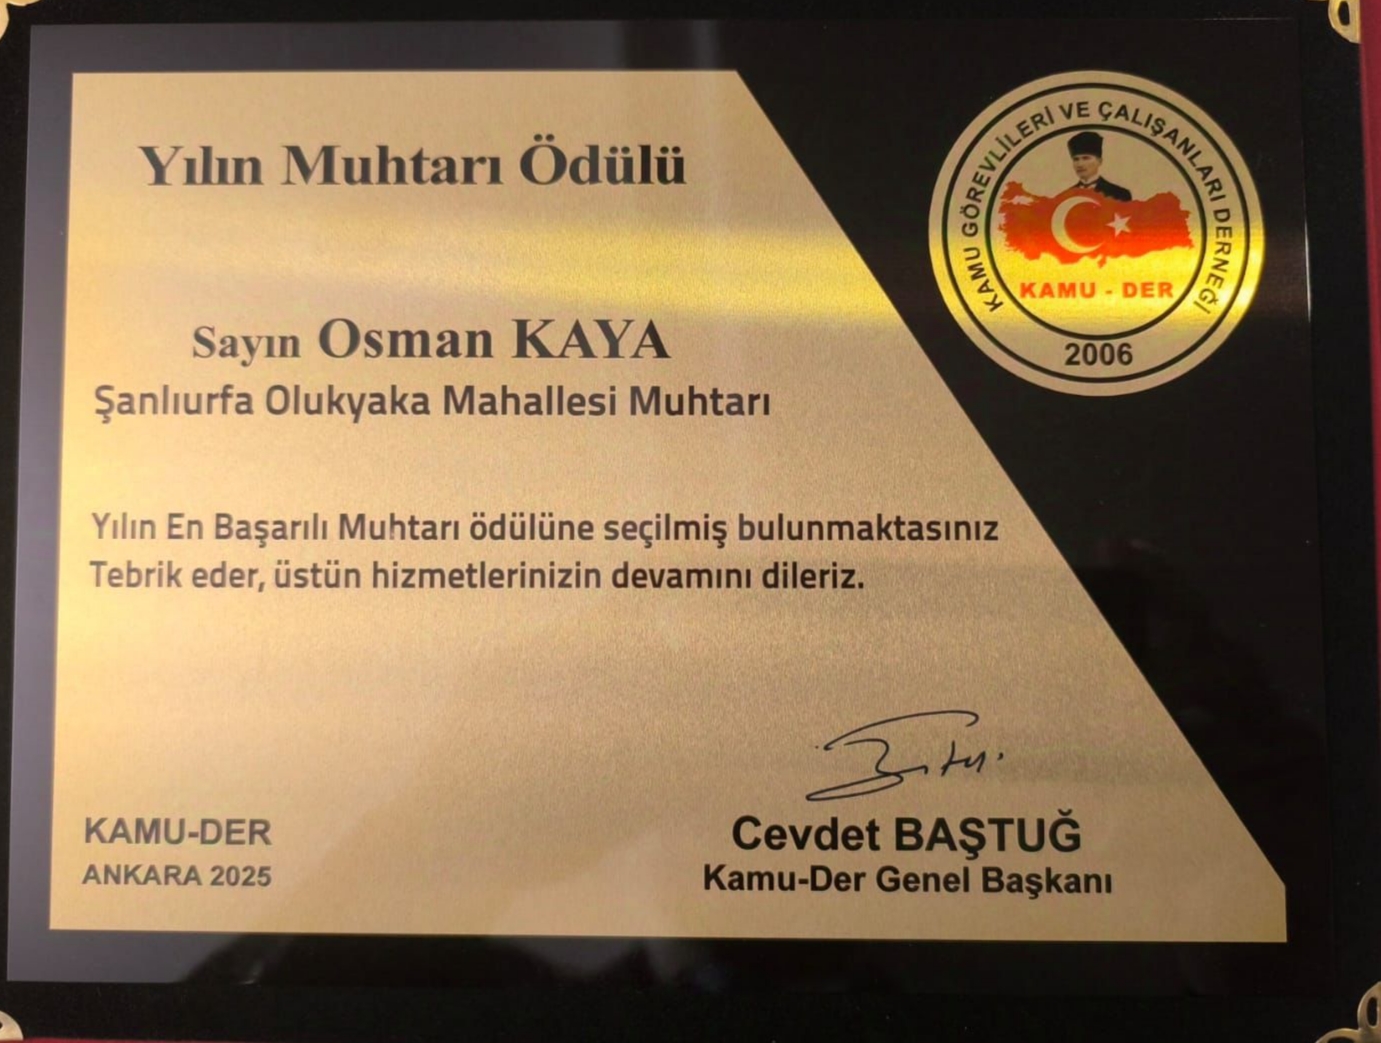 Yılın Muhtarı Ödülü
KAMU GÖREVLİLERİ VE ÇALIŞANLARI DERNEĞİ
KAMU - DER
2006
Sayın Osman KAYA
Şanlıurfa Olukyaka Mahallesi Muhtarı
Yılın En Başarılı Muhtarı ödülüne seçilmiş bulunmaktasınız
Tebrik eder, üstün hizmetlerinizin devamını dileriz.
KAMU-DER
ANKARA 2025
Cevdet BAŞTUĞ
Kamu-Der Genel Başkanı